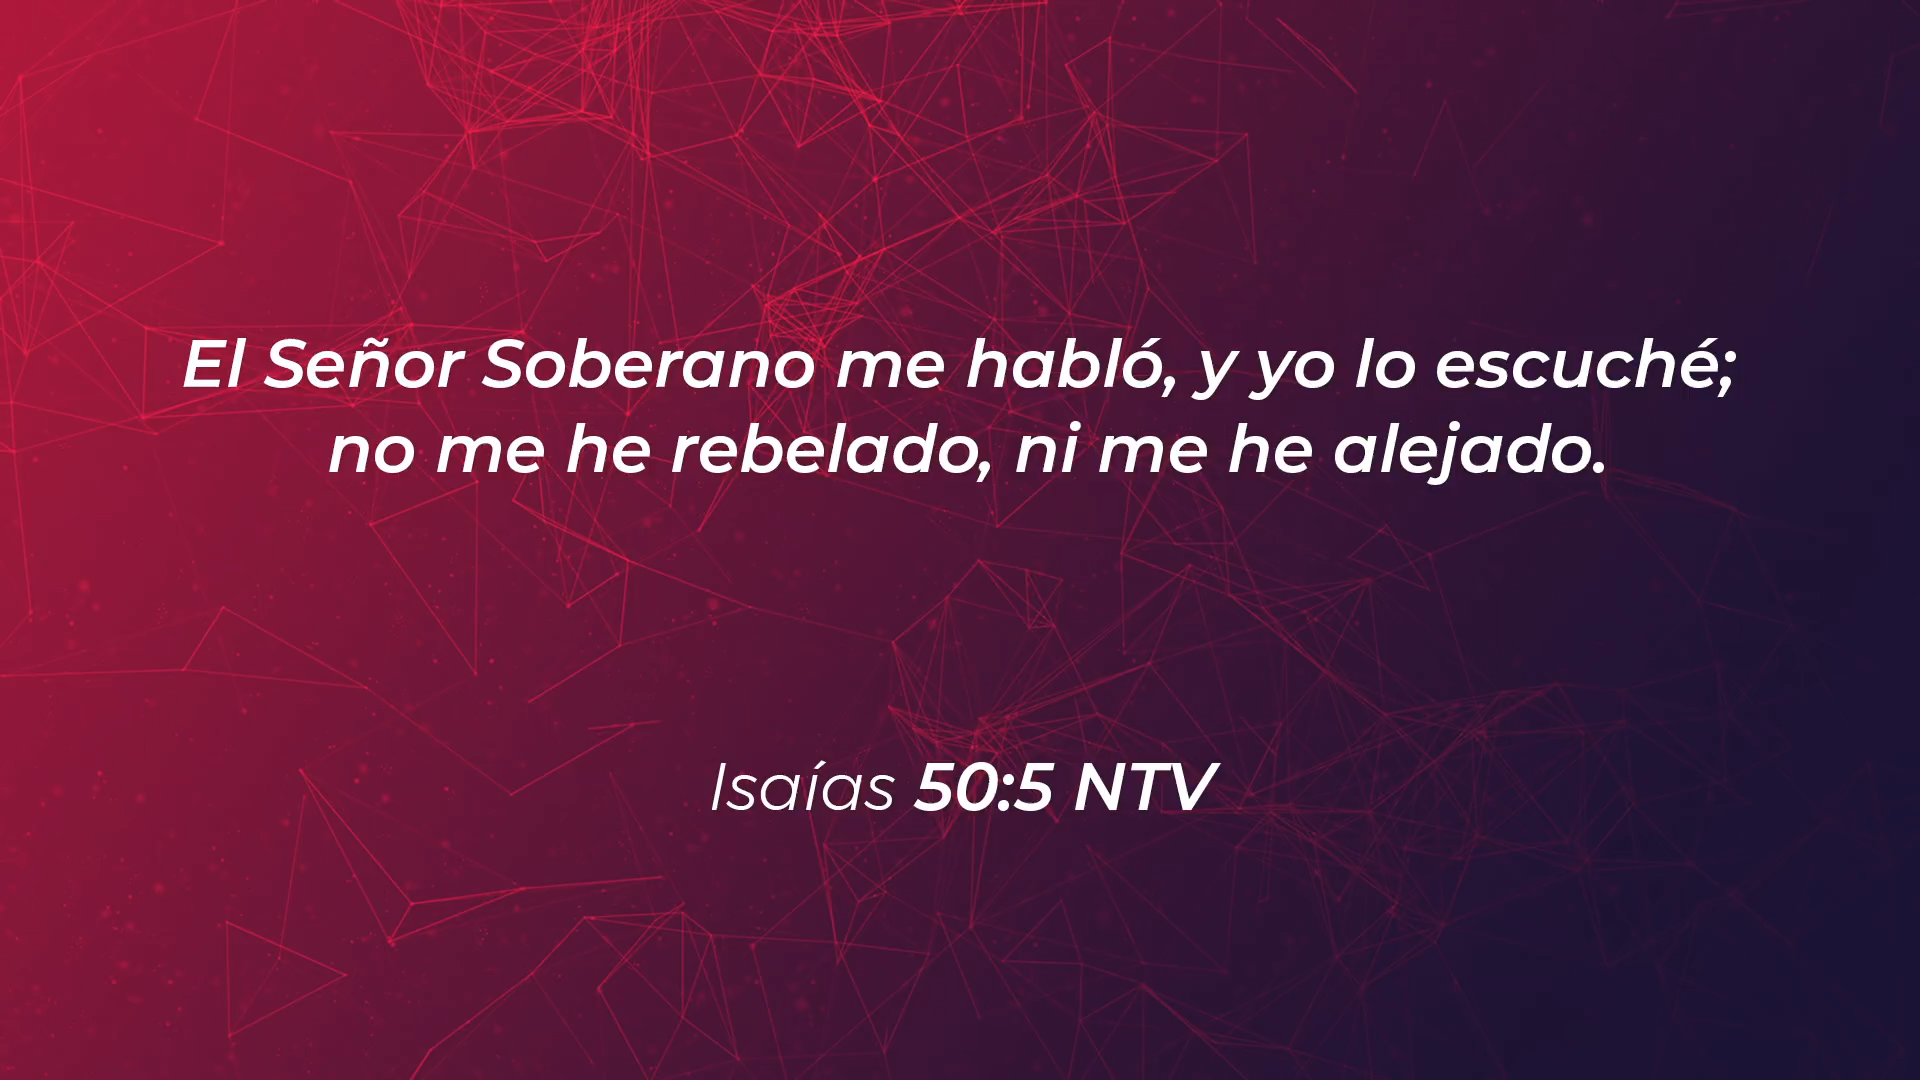 El Señor Soberano me habló, y yo lo escuché;
no me he rebelado, ni me he alejado.
Isaías 50:5 NTV